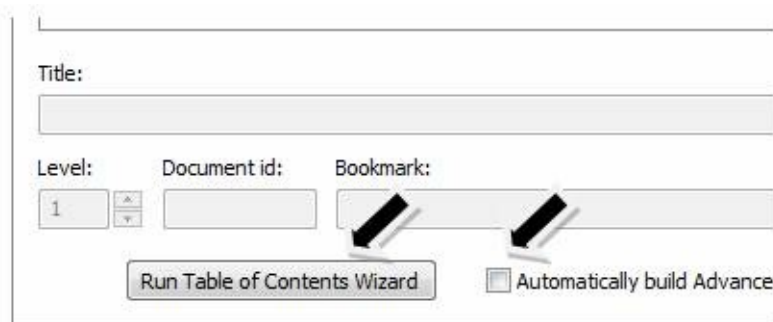 Title:
Level: Document id: Bookmark:
1
Run Table of Contents Wizard Automatically build Advance